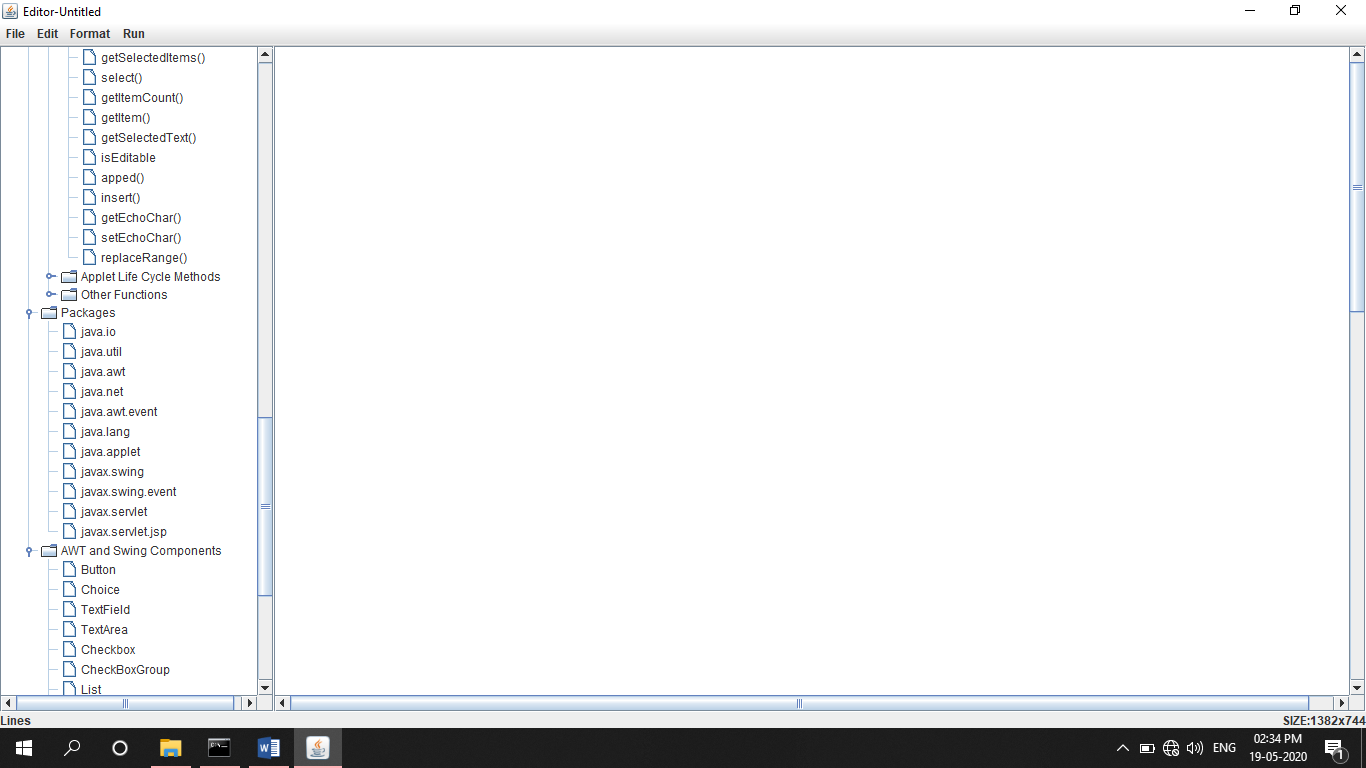 Editor-Untitled
File Edit Format Run
getSelectedItems()
select()
getItemCount()
getItem()
getSelectedText()
isEditable
apped()
insert()
getEchoChar()
setEchoChar()
replaceRange()
Applet Life Cycle Methods
Other Functions
Packages
java.io
java.util
java.awt
java.net
java.awt.event
java.lang
java.applet
javax.swing
javax.swing.event
javax.servlet
javax.servlet.jsp
AWT and Swing Components
Button
Choice
TextField
TextArea
Checkbox
CheckBoxGroup
List
Lines SIZE:1382x744
ENG 02:34 PM
19-05-2020 1